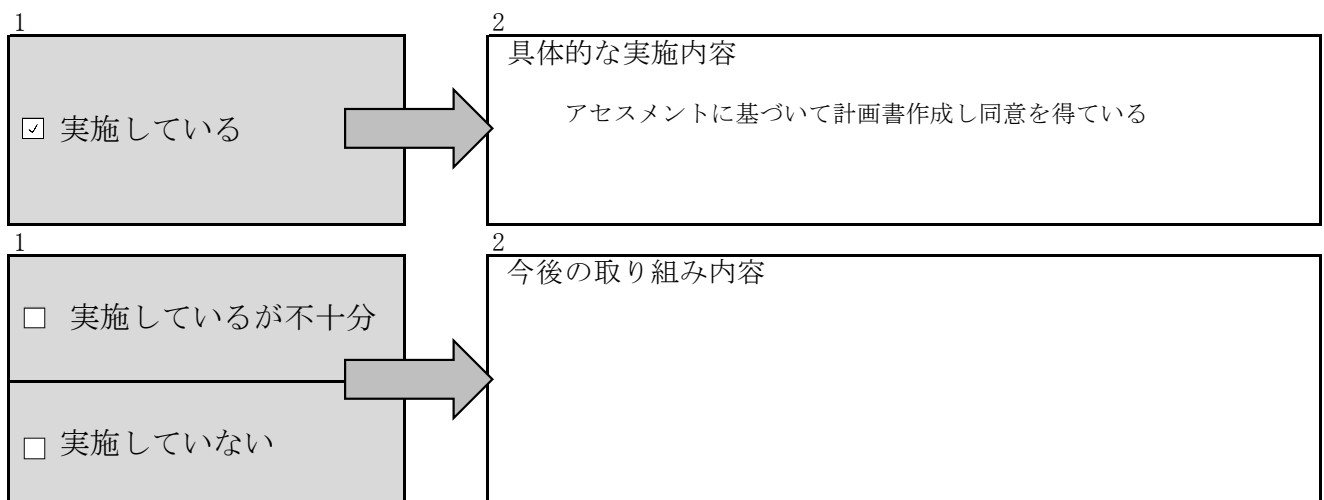 1
2
☑ 実施している
具体的な実施内容
アセスメントに基づいて計画書作成し同意を得ている
1
2
□ 実施しているが不十分
今後の取り組み内容
□ 実施していない